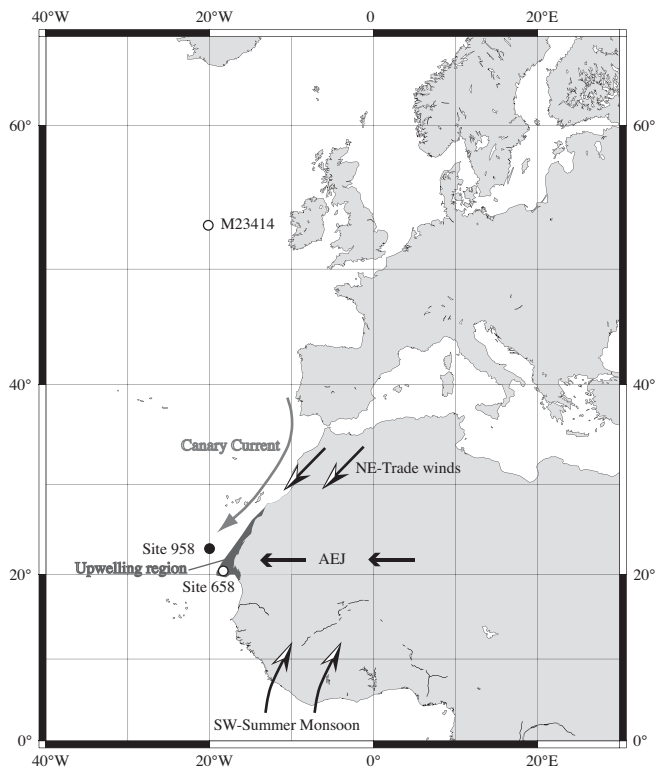 40°W 20°W 0 20°E
60° 60°
M23414
40° 40°
Canary Current
NE-Trade winds
Site 958
AEJ
Upwelling region
20° 20°
Site 658
SW-Summer Monsoon
0° 0°
40°W 20°W 0° 20°E